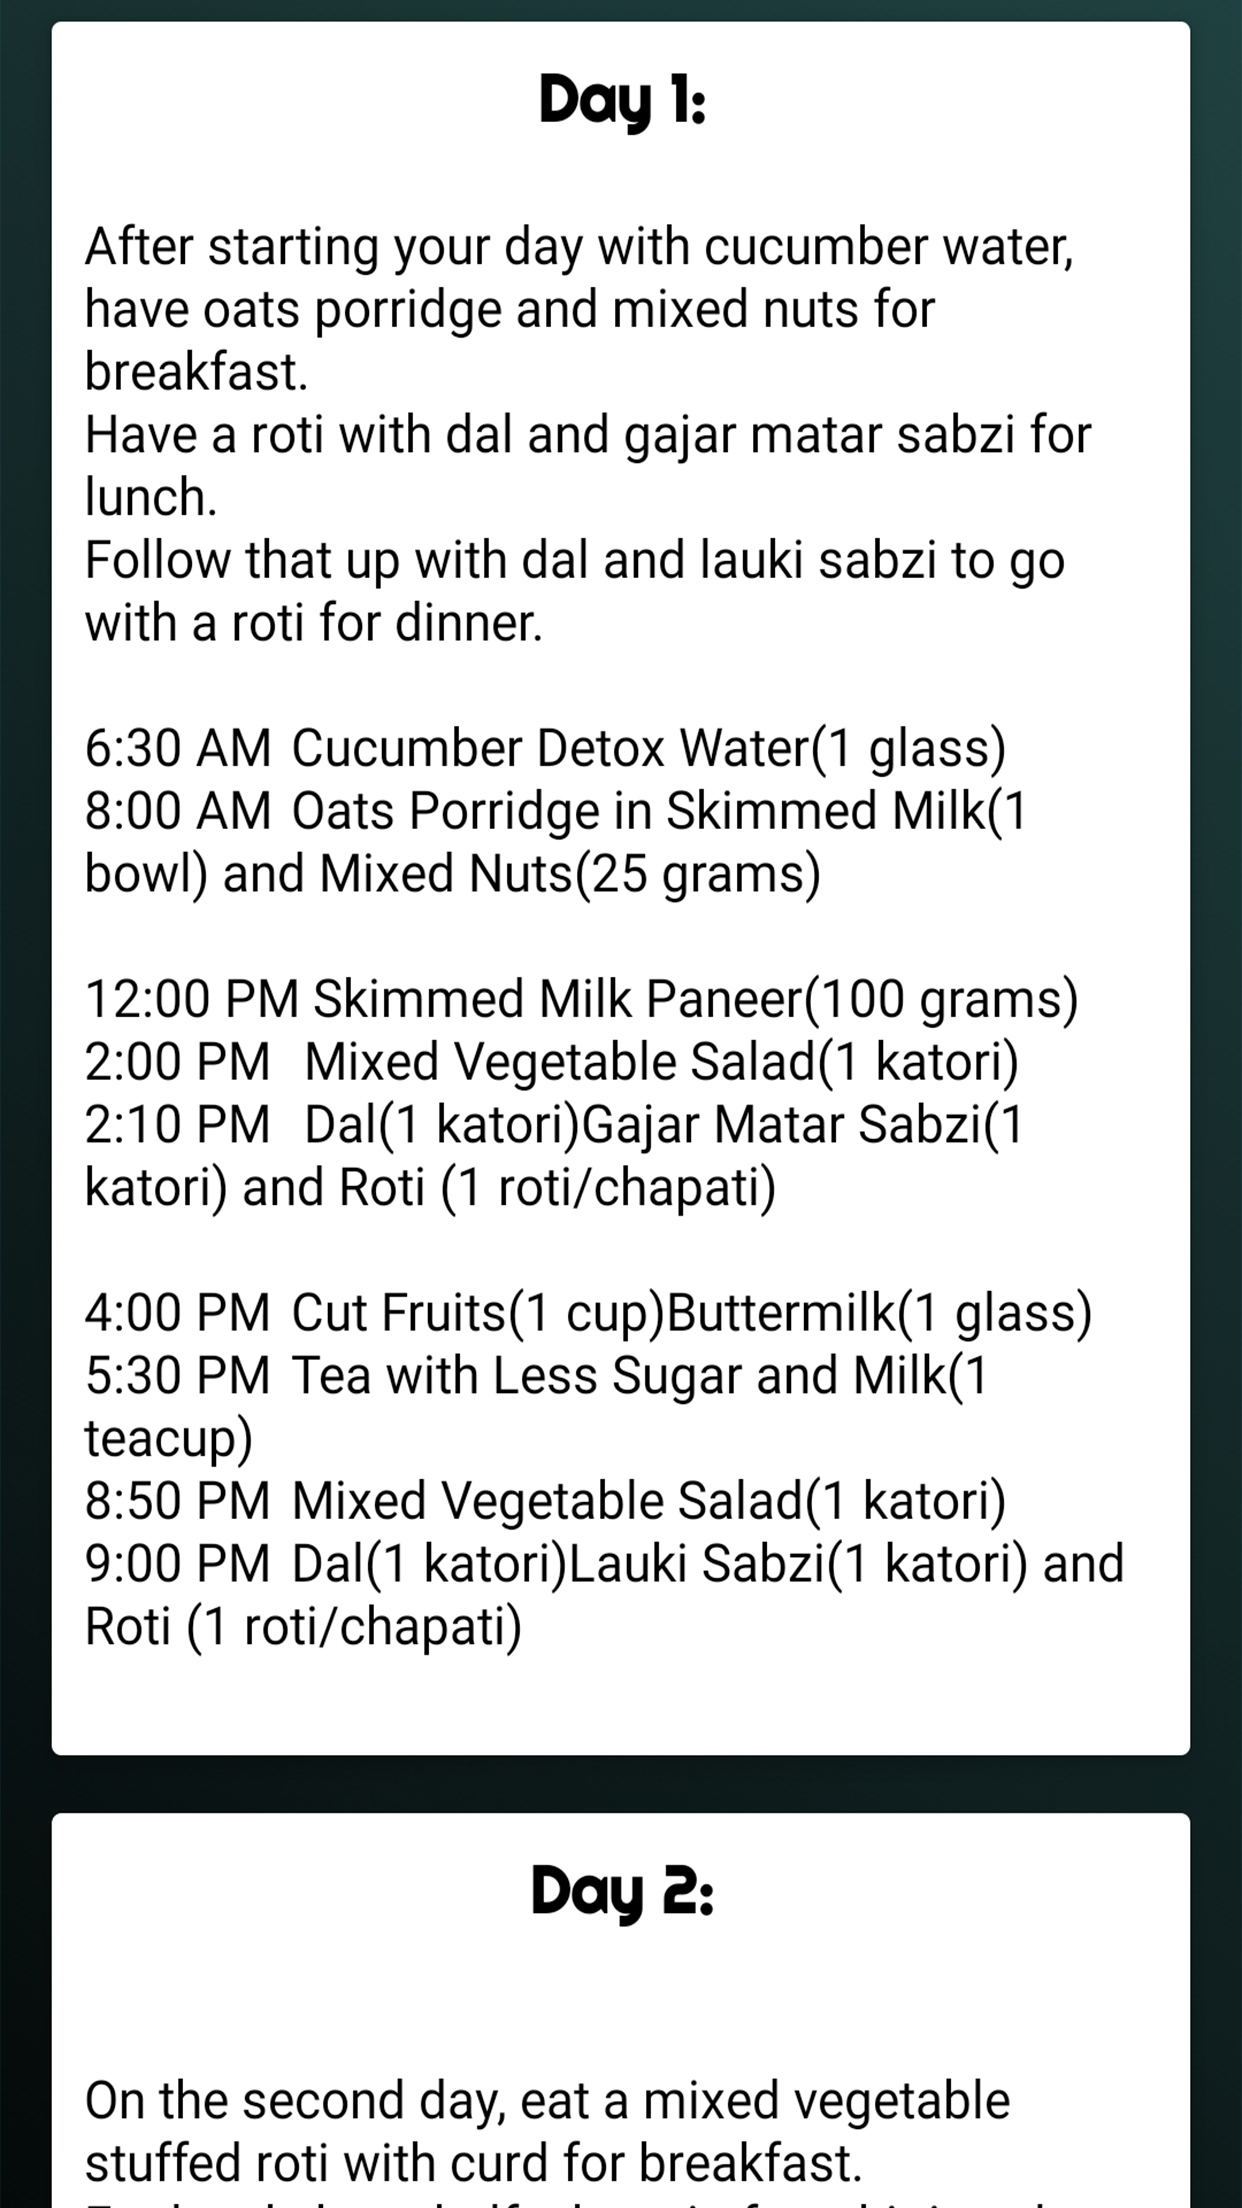 Day 1:
After starting your day with cucumber water,
have oats porridge and mixed nuts for
breakfast.
Have a roti with dal and gajar matar sabzi for
lunch.
Follow that up with dal and lauki sabzi to go
with a roti for dinner.
6:30 AM Cucumber Detox Water(1 glass)
8:00 AM Oats Porridge in Skimmed Milk(1
bowl) and Mixed Nuts(25 grams)
12:00 PM Skimmed Milk Paneer(100 grams)
2:00 PM Mixed Vegetable Salad(1 katori)
2:10 PM Dal(1 katori)Gajar Matar Sabzi(1
katori) and Roti (1 roti/chapati)
4:00 PM Cut Fruits(1 cup)Buttermilk(1 glass)
5:30 PM Tea with Less Sugar and Milk(1
teacup)
8:50 PM Mixed Vegetable Salad(1 katori)
9:00 PM Dal(1 katori)Lauki Sabzi(1 katori) and
Roti (1 roti/chapati)
Day 2:
On the second day, eat a mixed vegetable
stuffed roti with curd for breakfast.